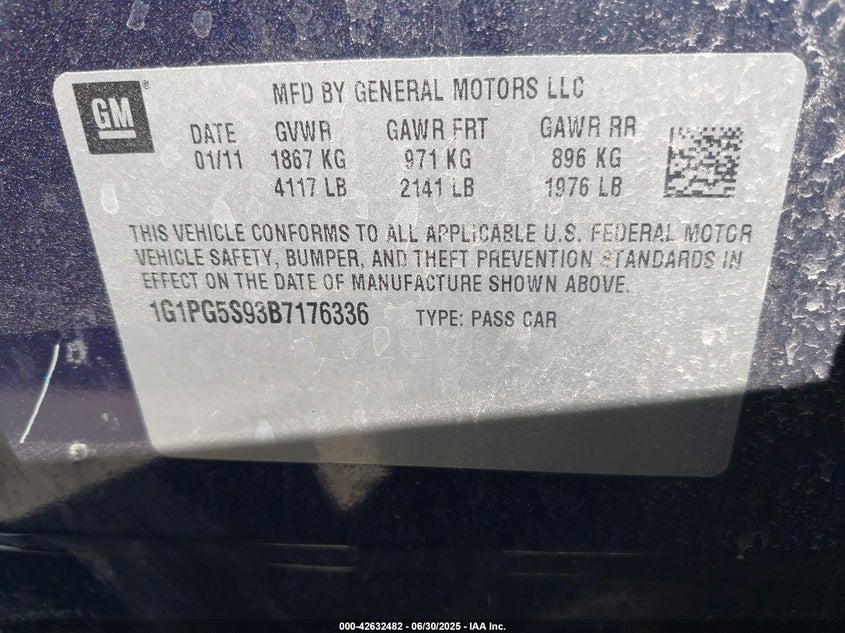 GM ®
MFD BY GENERAL MOTORS LLC
DATE GVWR GAWR FRT GAWR RR
01/11 1867 KG 971 KG 896 KG
4117 LB 2141 LB 1976 LB
THIS VEHICLE CONFORMS TO ALL APPLICABLE U.S. FEDERAL MOTOR
VEHICLE SAFETY, BUMPER, AND THEFT PREVENTION STANDARDS IN
EFFECT ON THE DATE OF MANUFACTURE SHOWN ABOVE.
1G1PG5S93B7176336 TYPE: PASS CAR
000-42632482 - 06/30/2025 - IAA Inc.